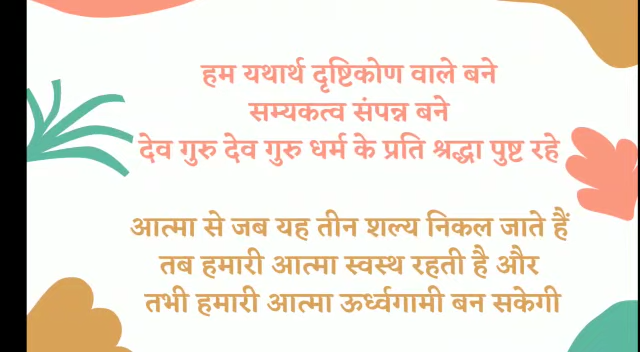 हम यथार्थ दृष्टिकोण वाले बने
सम्यकत्व संपन्न बने
देव गुरु देव गुरु धर्म के प्रति श्रद्धा पुष्ट रहे
आत्मा से जब यह तीन शल्य निकल जाते हैं
तब हमारी आत्मा स्वस्थ रहती है और
तभी हमारी आत्मा ऊर्ध्वगामी बन सकेगी